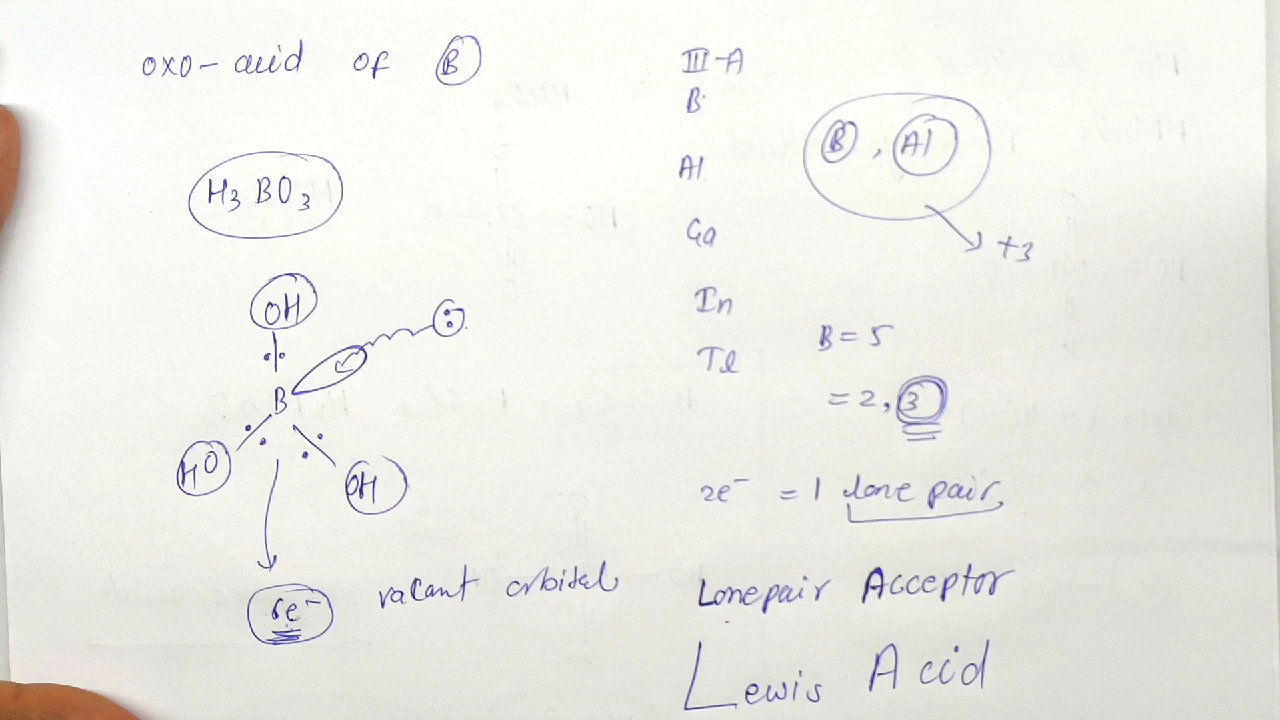 oxo-acid of B
H₃BO₃
OH
B
HO
OH
6e⁻ vacant orbital
III-A
B
Al
Ga
In
Tl
B, Al
+3
B = 5
= 2, 3
2e⁻ = 1 lone pair
Lonepair Acceptor
Lewis Acid